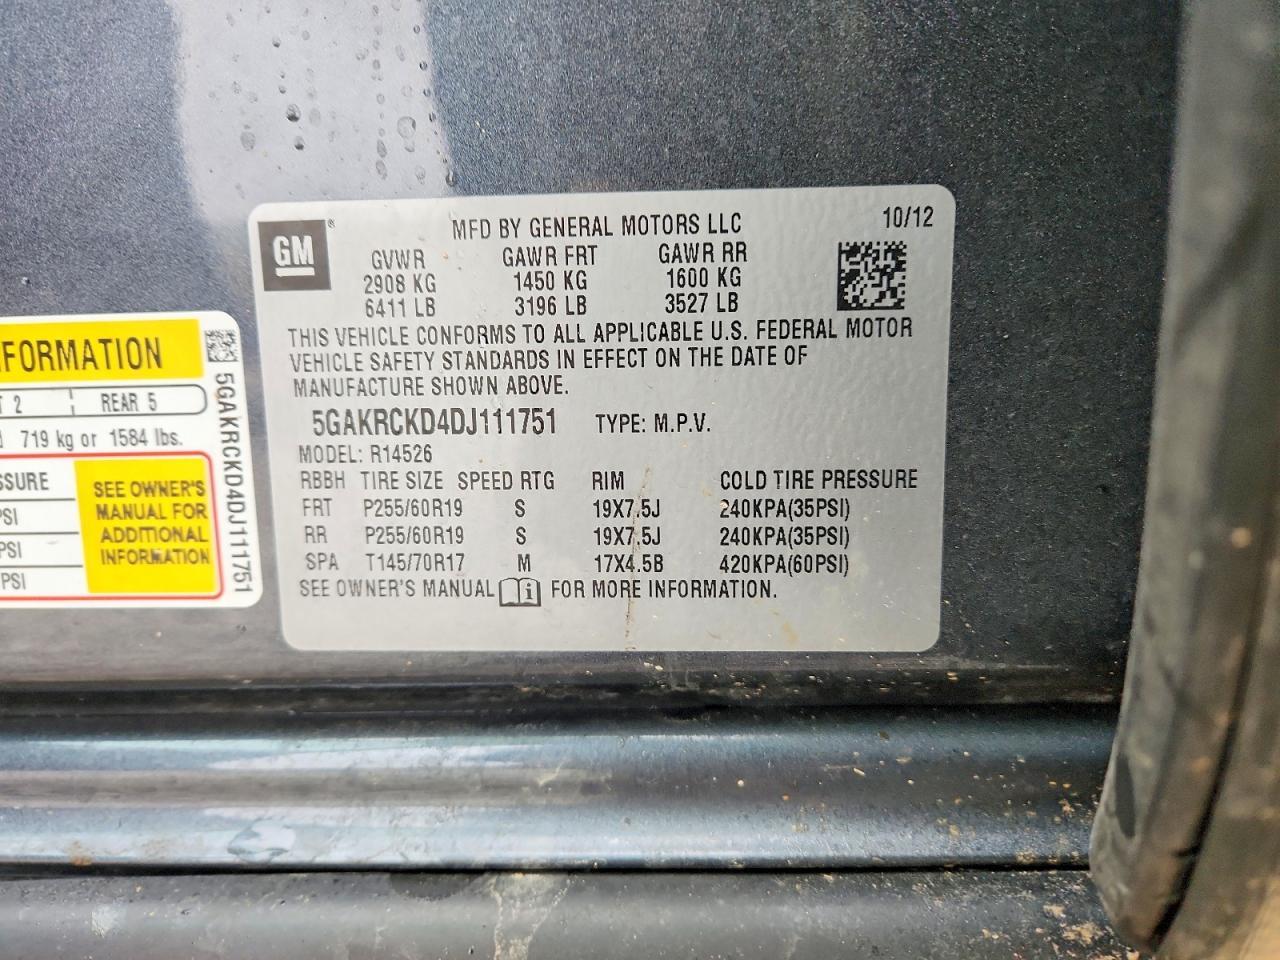 GM
®
MFD BY GENERAL MOTORS LLC
10/12
GVWR GAWR FRT GAWR RR
2908 KG 1450 KG 1600 KG
6411 LB 3196 LB 3527 LB
THIS VEHICLE CONFORMS TO ALL APPLICABLE U.S. FEDERAL MOTOR
VEHICLE SAFETY STANDARDS IN EFFECT ON THE DATE OF
MANUFACTURE SHOWN ABOVE.
5GAKRCKD4DJ111751 TYPE: M.P.V.
MODEL: R14526
RBBH TIRE SIZE SPEED RTG RIM COLD TIRE PRESSURE
FRT P255/60R19 S 19X7.5J 240KPA(35PSI)
RR P255/60R19 S 19X7.5J 240KPA(35PSI)
SPA T145/70R17 M 17X4.5B 420KPA(60PSI)
SEE OWNER'S MANUAL i FOR MORE INFORMATION.
FORMATION
T 2 REAR 5
719 kg or 1584 lbs.
SSURE
PSI
PSI
PSI
SEE OWNER'S
MANUAL FOR
ADDITIONAL
INFORMATION
5GAKRCKD4DJ111751